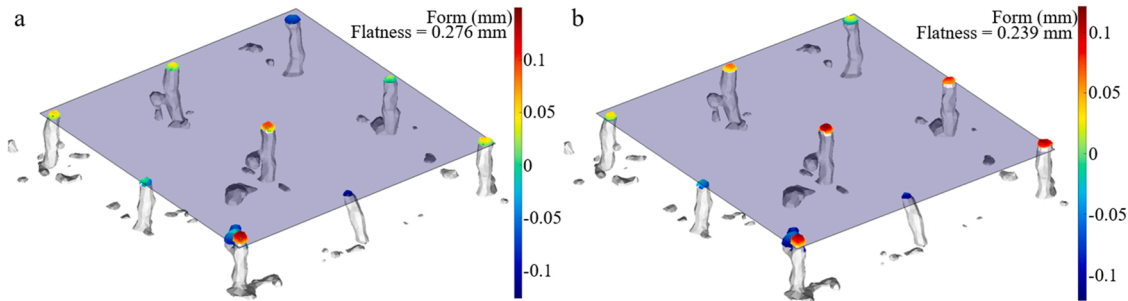 a
Form (mm)
Flatness = 0.276 mm
0.1
0.05
0
-0.05
-0.1
b
Form (mm)
Flatness = 0.239 mm
0.1
0.05
0
-0.05
-0.1